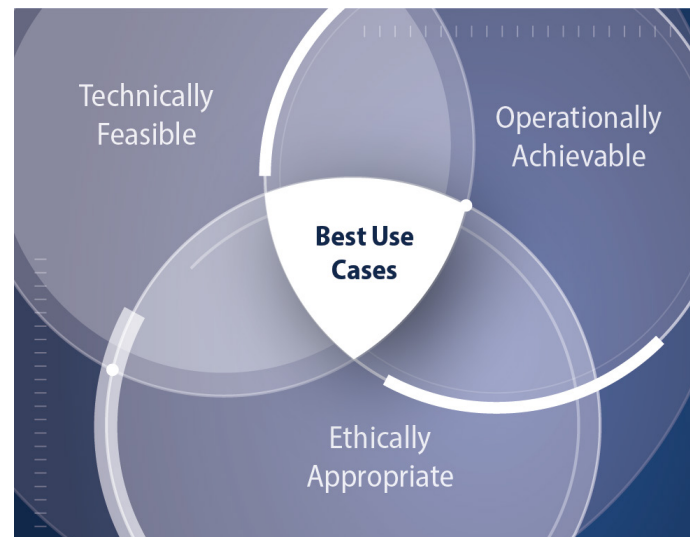 Technically
Feasible
Operationally
Achievable
Best Use
Cases
Ethically
Appropriate